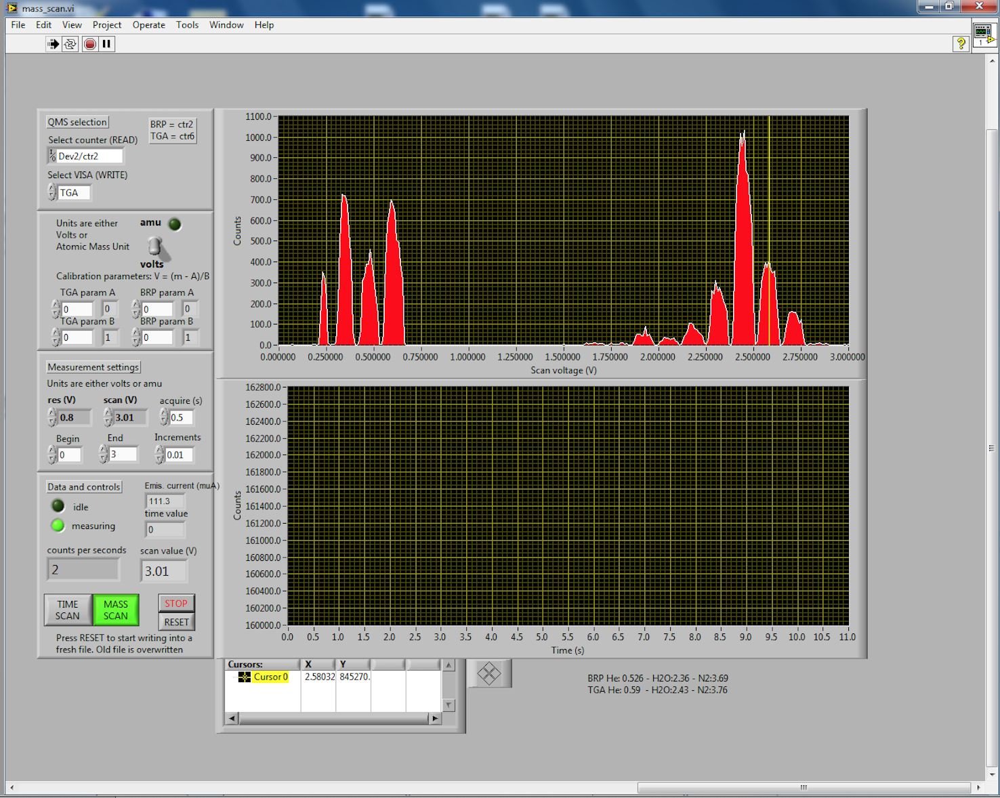 mass_scan.vi
File Edit View Project Operate Tools Window Help
1
QMS selection
BRP = ctr2
TGA = ctr6
Select counter (READ)
I/O Dev2/ctr2
Select VISA (WRITE)
TGA
Units are either
Volts or
Atomic Mass Unit
amu
volts
Calibration parameters: V = (m - A)/B
TGA param A BRP param A
0 0 0 0
TGA param B BRP param B
0 1 0 1
Measurement settings
Units are either volts or amu
res (V) scan (V) acquire (s)
0.8 3.01 0.5
Begin End Increments
0 3 0.01
Data and controls
Emis. current (muA)
idle
111.3
time value
measuring
0
counts per seconds scan value (V)
2 3.01
TIME SCAN
MASS SCAN
STOP
RESET
Press RESET to start writing into a
fresh file. Old file is overwritten
1100.0
1000.0
900.0
800.0
700.0
600.0
500.0
400.0
300.0
200.0
100.0
0.0
Counts
0.000000 0.250000 0.500000 0.750000 1.000000 1.250000 1.500000 1.750000 2.000000 2.250000 2.500000 2.750000 3.000000
Scan voltage (V)
162800.0
162600.0
162400.0
162200.0
162000.0
161800.0
161600.0
161400.0
161200.0
161000.0
160800.0
160600.0
160400.0
160200.0
160000.0
Counts
0.0 0.5 1.0 1.5 2.0 2.5 3.0 3.5 4.0 4.5 5.0 5.5 6.0 6.5 7.0 7.5 8.0 8.5 9.0 9.5 10.0 10.5 11.0
Time (s)
Cursors: X Y
Cursor 0 2.58032 845270.
BRP He: 0.526 - H2O:2.36 - N2:3.69
TGA He: 0.59 - H2O:2.43 - N2:3.76